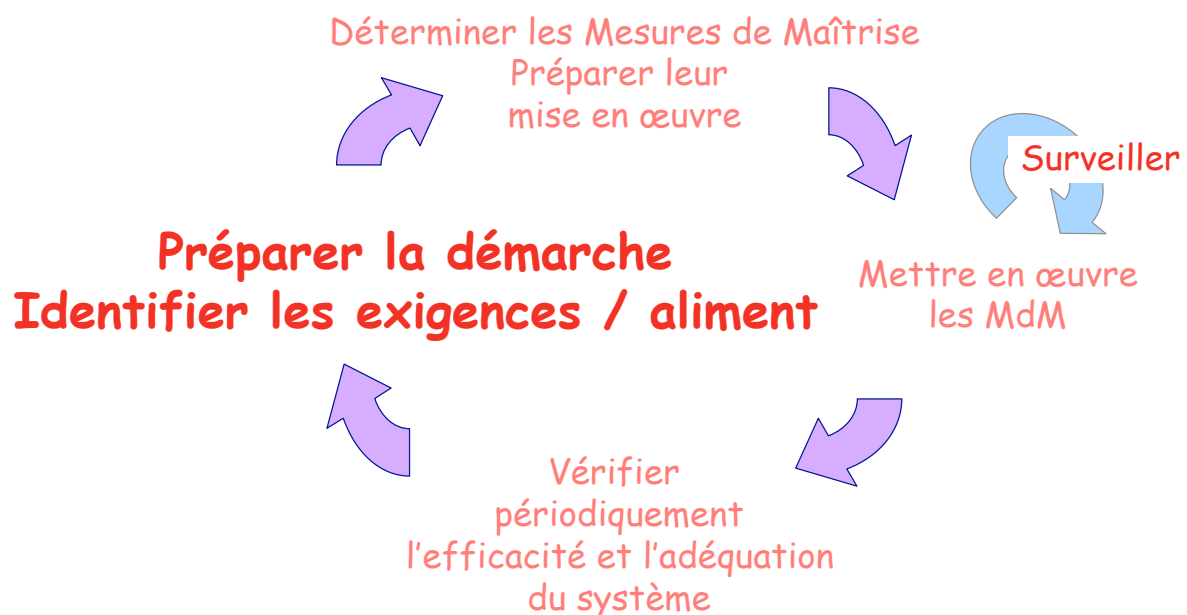 Déterminer les Mesures de Maîtrise
Préparer leur
mise en œuvre
Surveiller
Préparer la démarche
Identifier les exigences / aliment
Mettre en œuvre
les MdM
Vérifier
périodiquement
l'efficacité et l'adéquation
du système